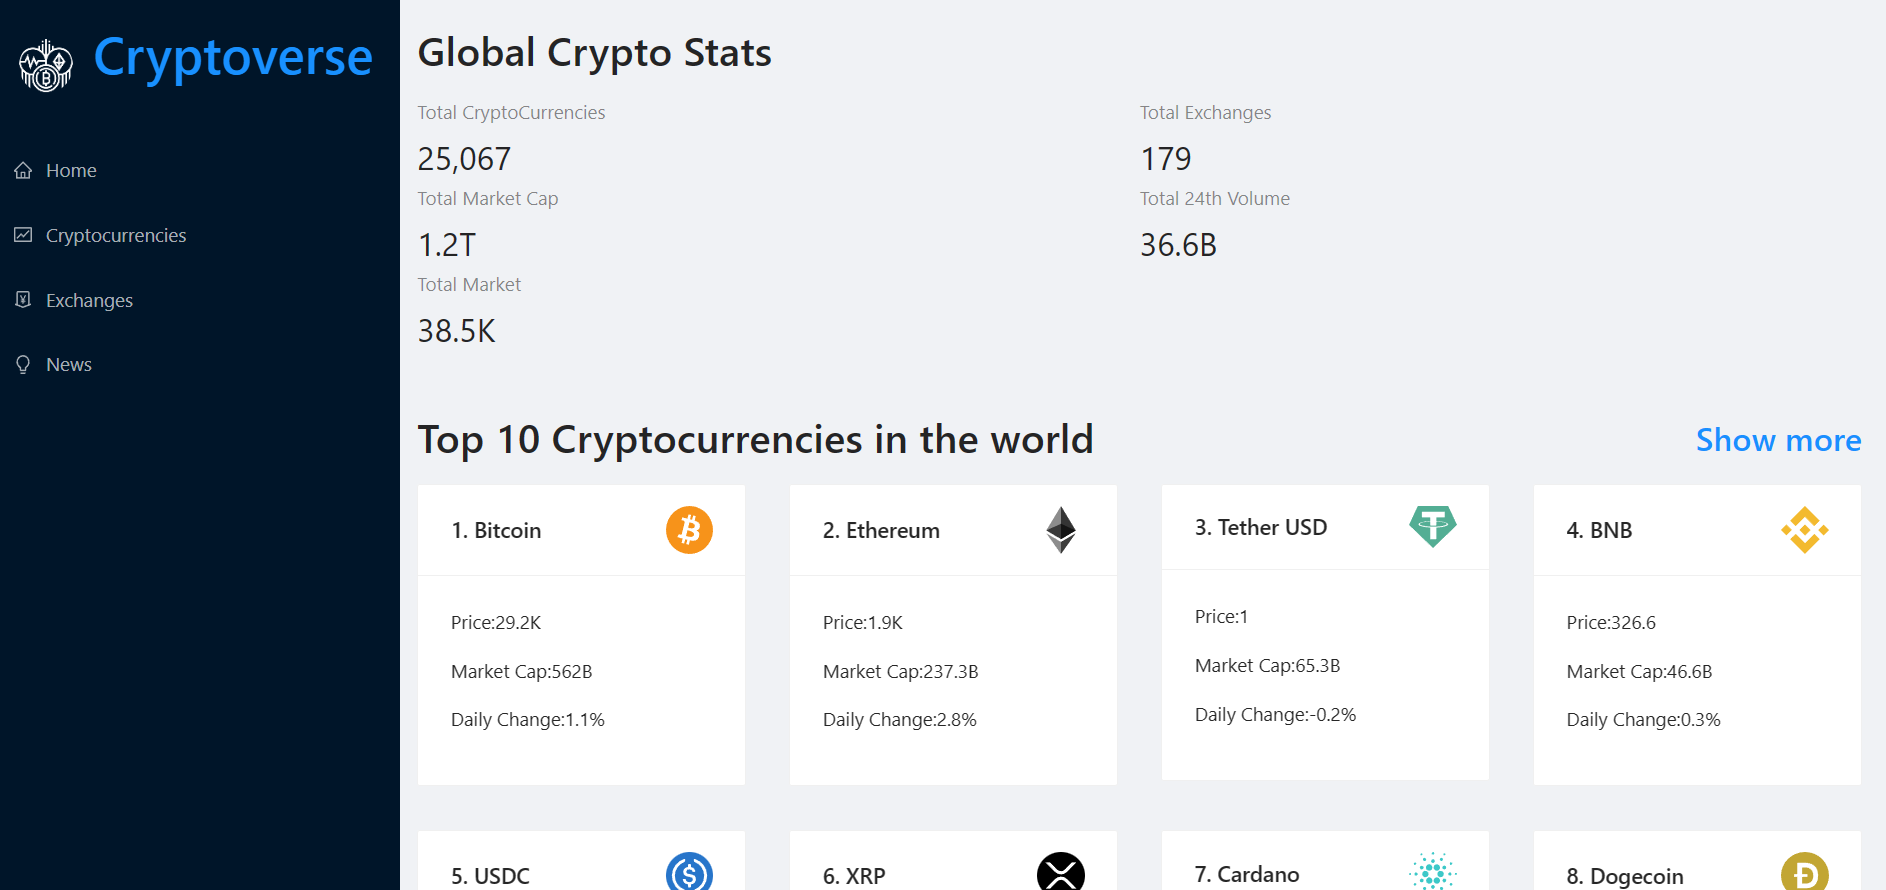 Cryptoverse
Home
Cryptocurrencies
Exchanges
News
Global Crypto Stats
Total CryptoCurrencies
25,067
Total Exchanges
179
Total Market Cap
1.2T
Total 24th Volume
36.6B
Total Market
38.5K
Top 10 Cryptocurrencies in the world
Show more
1. Bitcoin
Price:29.2K
Market Cap:562B
Daily Change:1.1%
2. Ethereum
Price:1.9K
Market Cap:237.3B
Daily Change:2.8%
3. Tether USD
Price:1
Market Cap:65.3B
Daily Change:-0.2%
4. BNB
Price:326.6
Market Cap:46.6B
Daily Change:0.3%
5. USDC
6. XRP
7. Cardano
8. Dogecoin